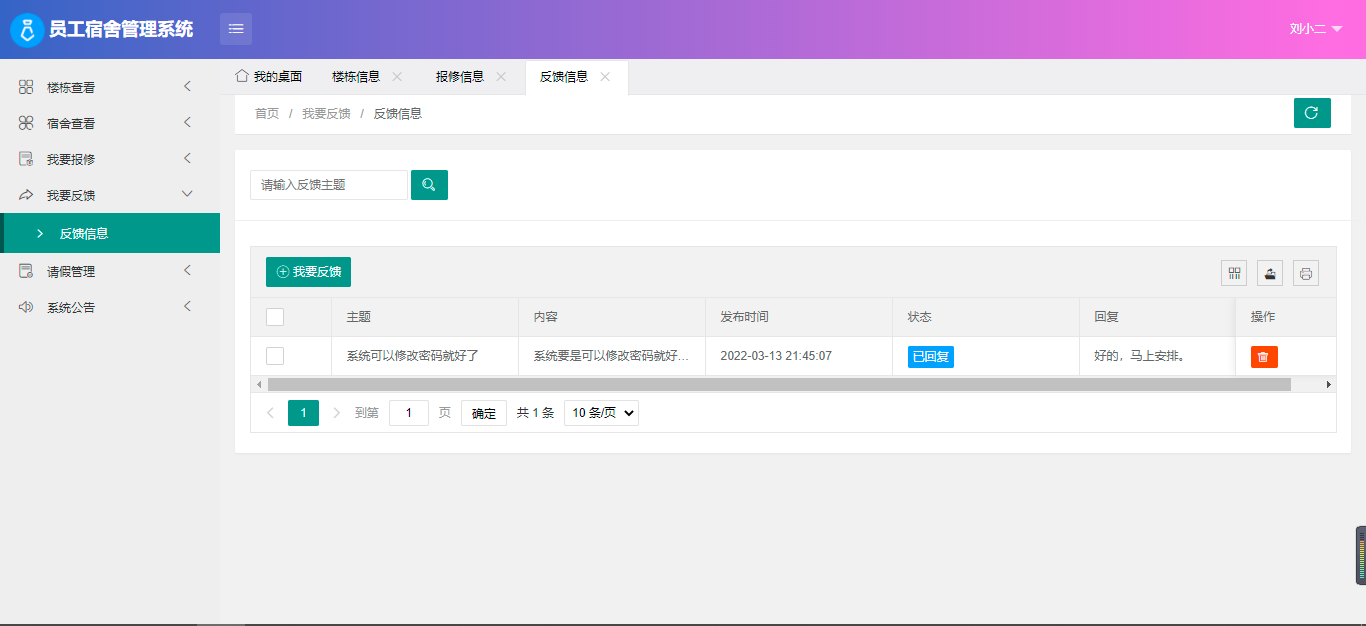 员工宿舍管理系统
刘小二
楼栋查看
宿舍查看
我要报修
我要反馈
反馈信息
请假管理
系统公告
我的桌面 楼栋信息 报修信息 反馈信息
首页 / 我要反馈 / 反馈信息
请输入反馈主题
我要反馈
主题 内容 发布时间 状态 回复 操作
系统可以修改密码就好了 系统要是可以修改密码就好… 2022-03-13 21:45:07 已回复 好的，马上安排。
1 到第 1 页 确定 共 1 条 10 条/页